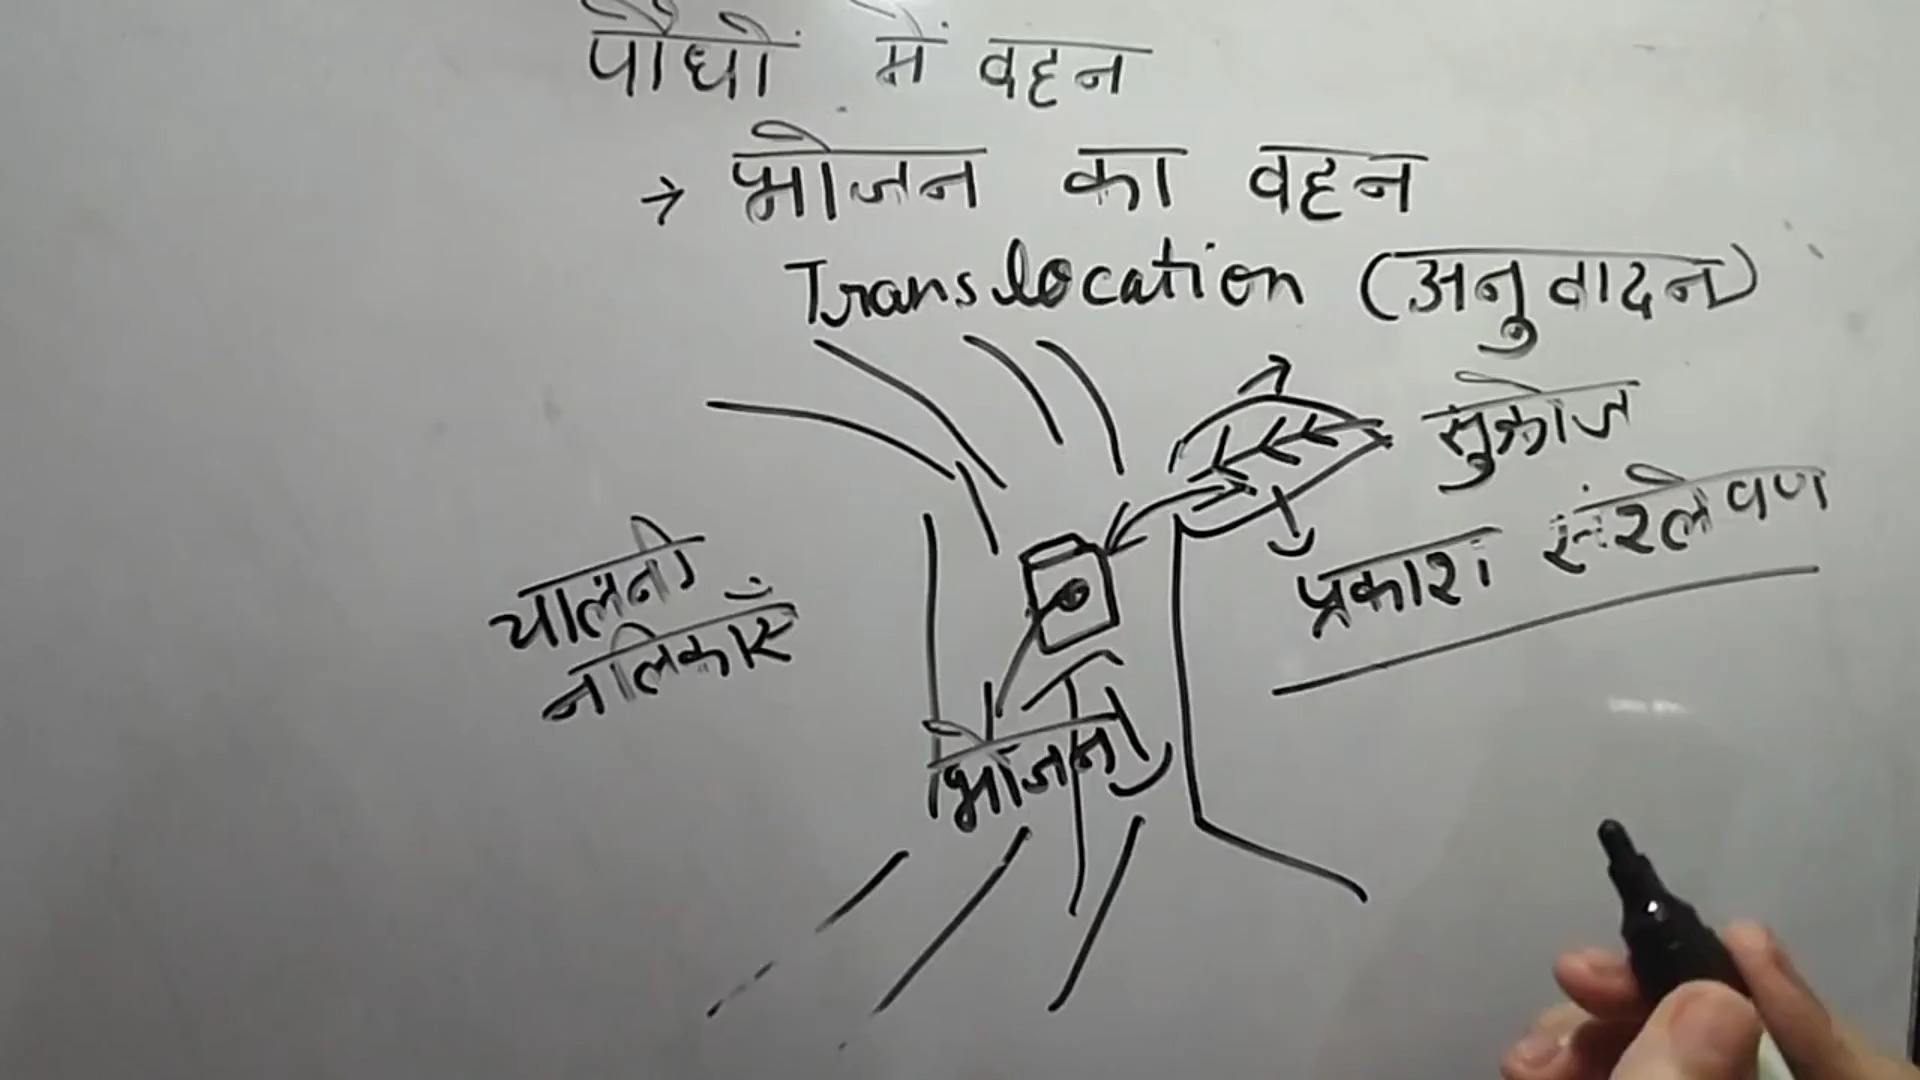 पौधों में वहन
→ भोजन का वहन
Translocation (अनुवादन)
सुक्रोज
प्रकाश संश्लेषण
चालनी
नलिकाएँ
भोजन